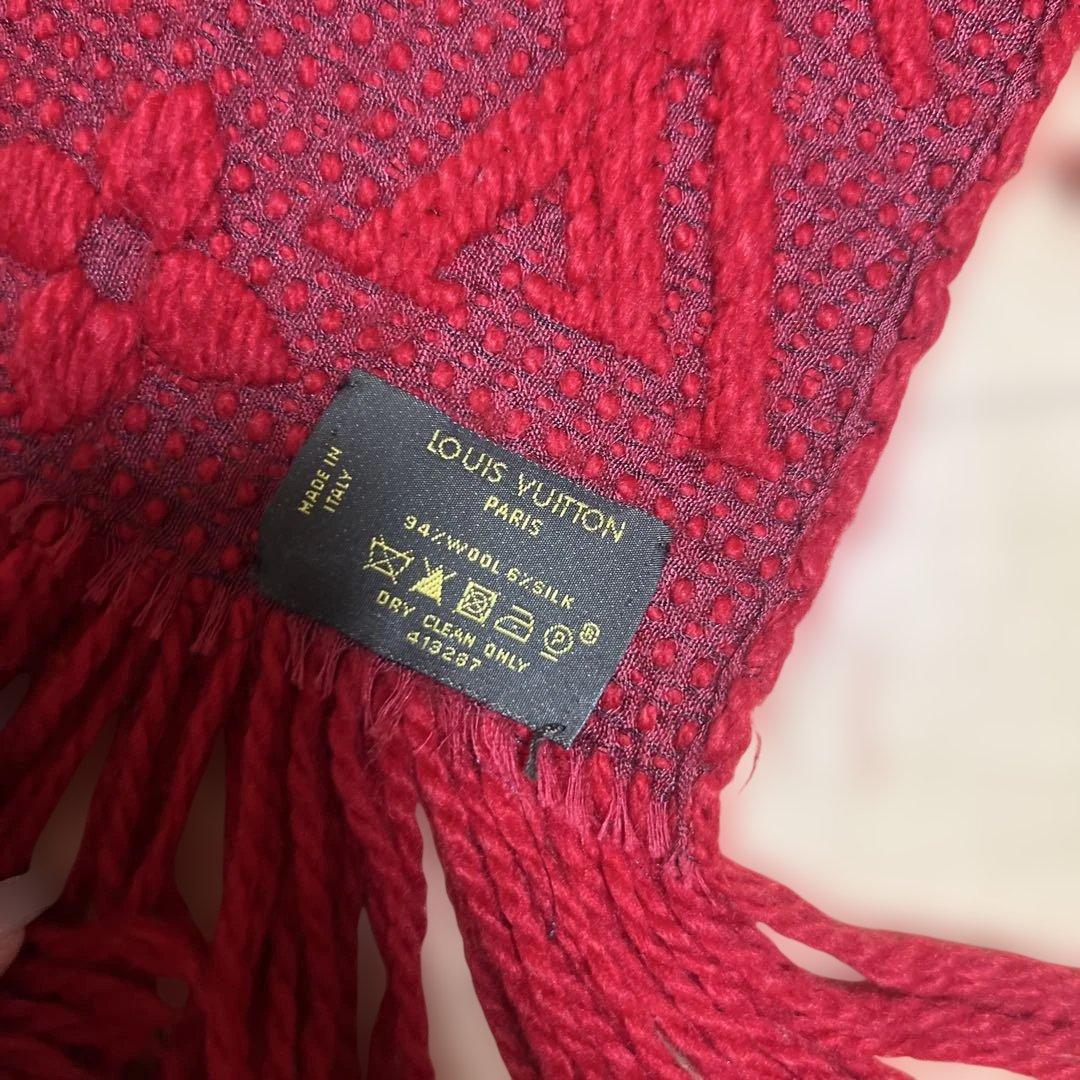 MADE IN
ITALY
LOUIS VUITTON
PARIS
94%WOOL 6%SILK
P ®
DRY CLEAN ONLY
413287